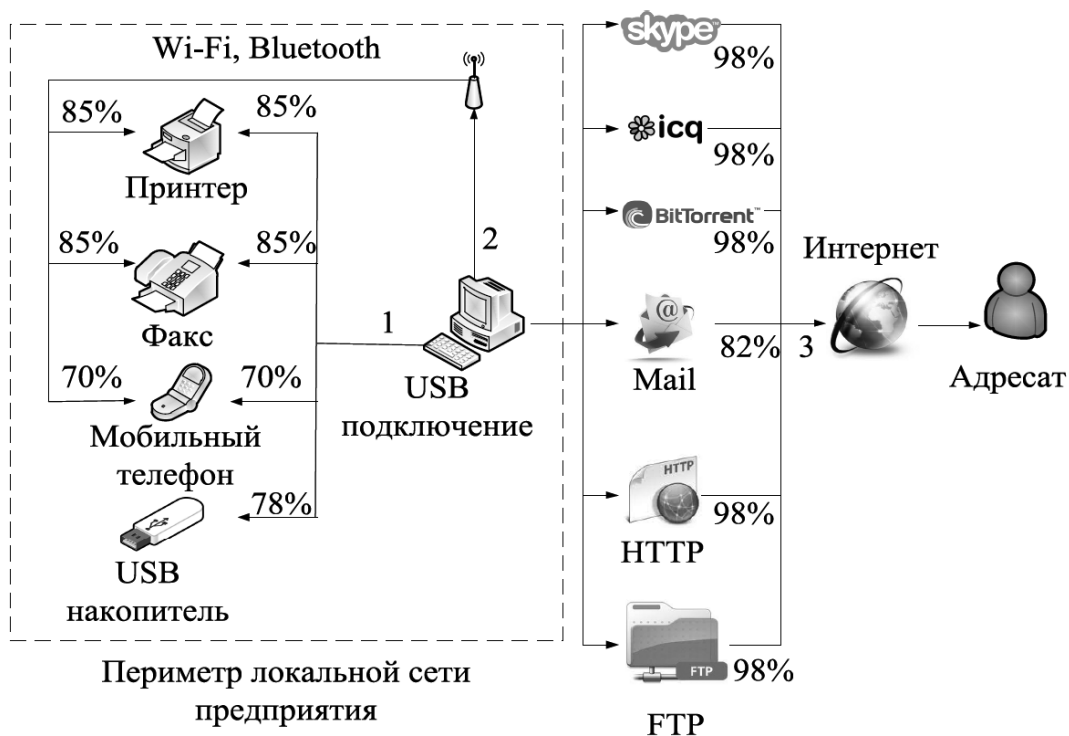 Wi-Fi, Bluetooth
85%
85%
Принтер
85%
85%
Факс
70%
70%
Мобильный
телефон
78%
USB
накопитель
1
2
USB
подключение
Периметр локальной сети
предприятия
skype™
98%
icq
98%
BitTorrent™
98%
@
Mail
82%
3
HTTP
98%
HTTP
FTP
98%
FTP
Интернет
Адресат